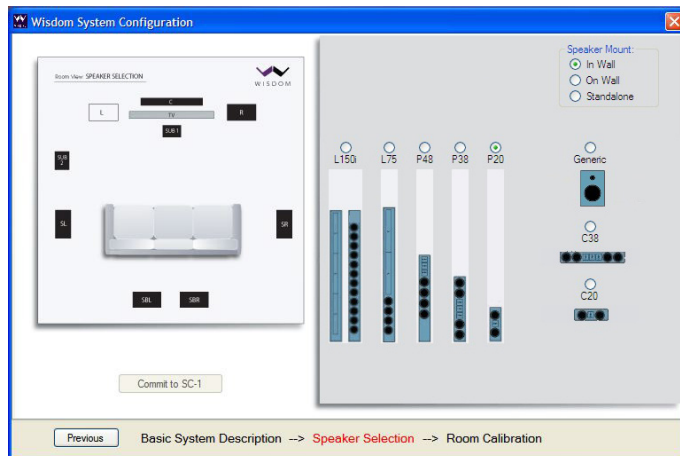 Wisdom System Configuration
Room View: SPEAKER SELECTION
WISDOM
C
L
TV
R
SUB 1
SUB 2
SL
SR
SBL
SBR
Commit to SC-1
Speaker Mount:
In Wall
On Wall
Standalone
L150i
L75
P48
P38
P20
Generic
C38
C20
Previous
Basic System Description --> Speaker Selection --> Room Calibration